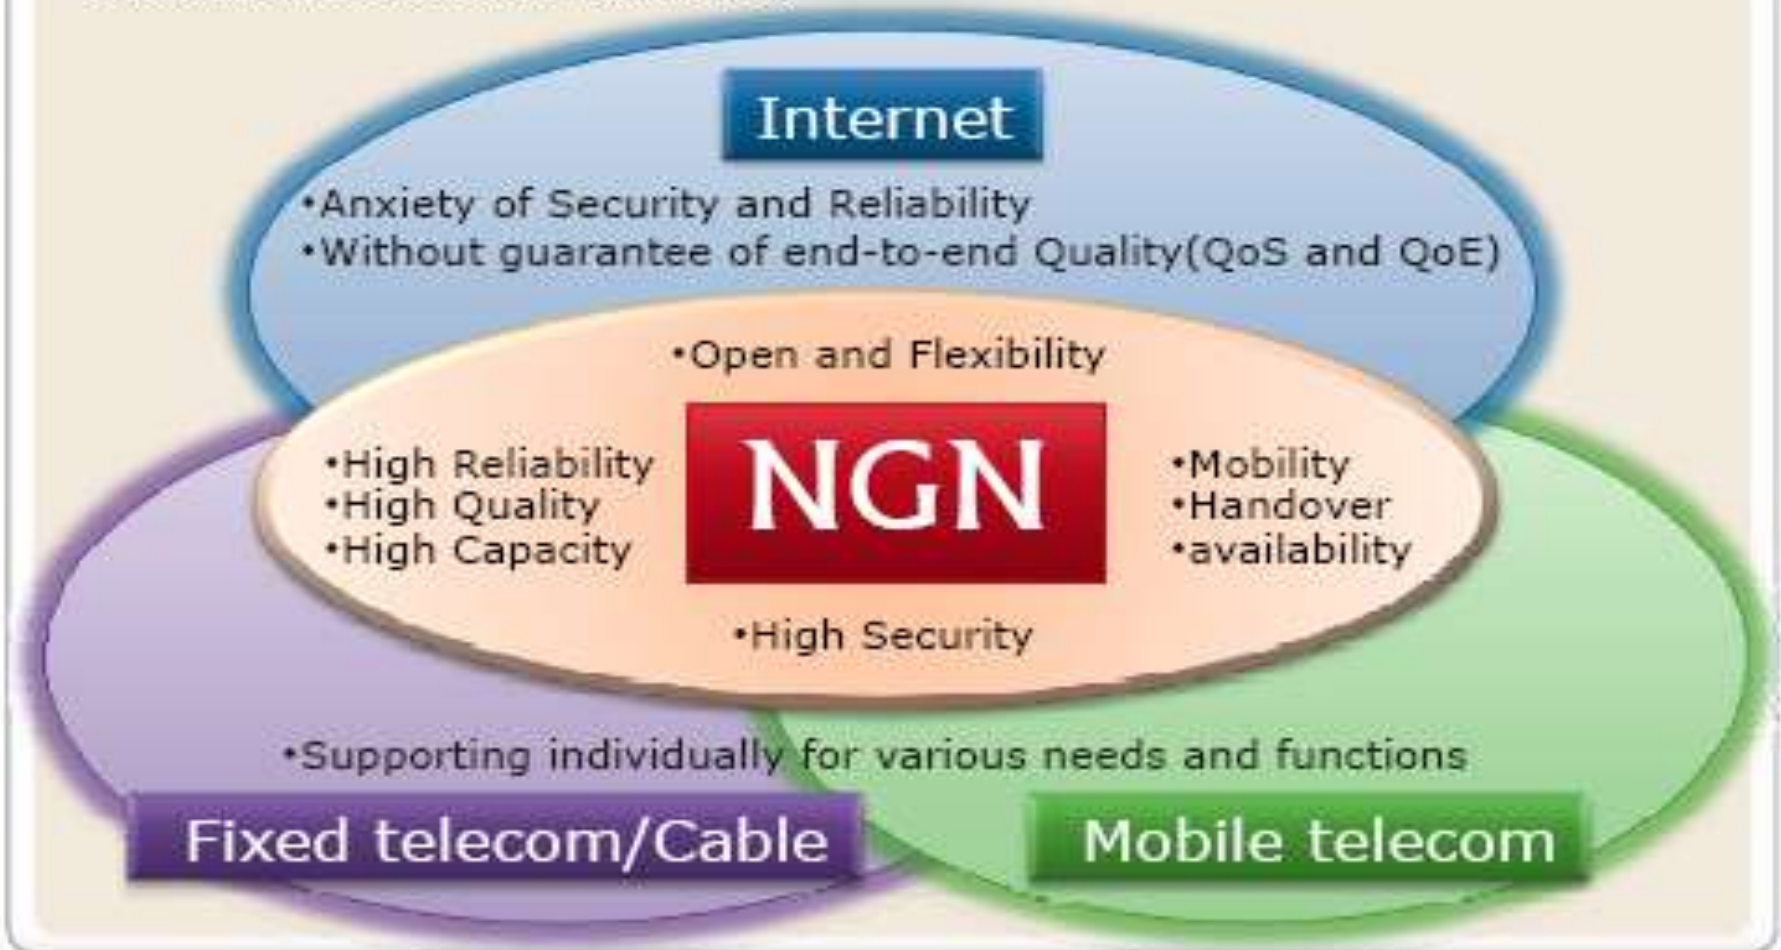 Internet
•Anxiety of Security and Reliability
•Without guarantee of end-to-end Quality(QoS and QoE)
•Open and Flexibility
•High Reliability
•High Quality
•High Capacity
NGN
•Mobility
•Handover
•availability
•High Security
•Supporting individually for various needs and functions
Fixed telecom/Cable
Mobile telecom